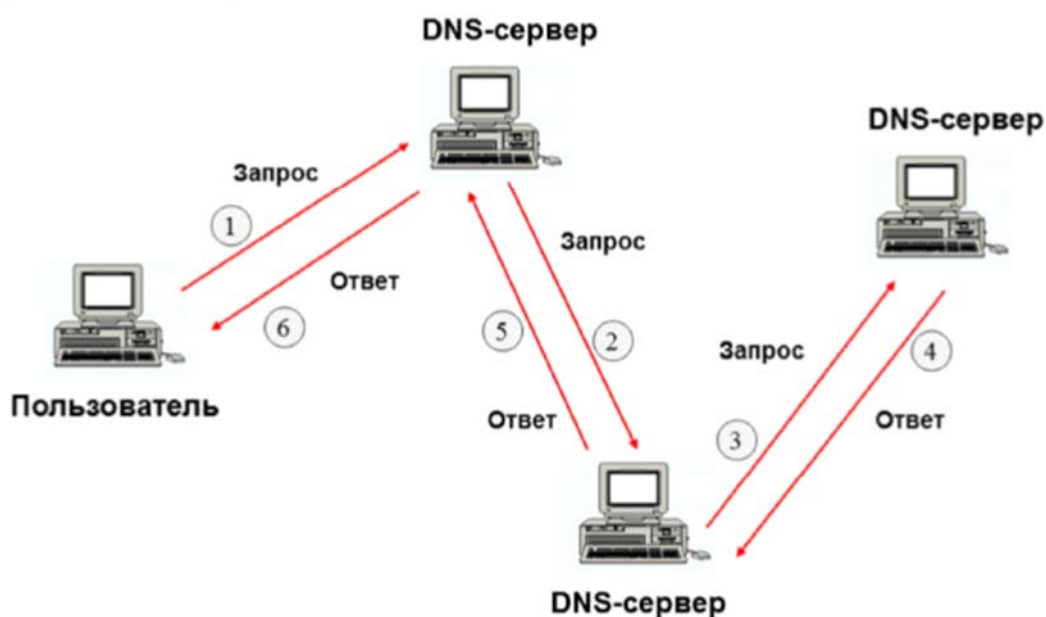 DNS-сервер
DNS-сервер
Запрос
1
Запрос
Ответ
6
5
2
Запрос
4
Пользователь
Ответ
Ответ
3
DNS-сервер